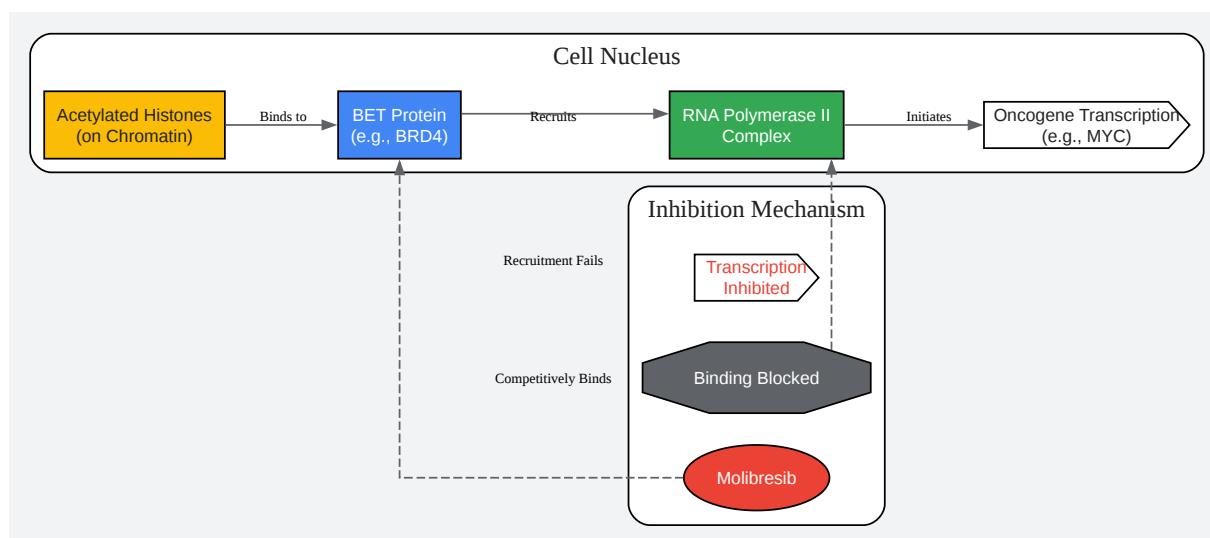 Cell Nucleus
Acetylated Histones
(on Chromatin)
Binds to
BET Protein
(e.g., BRD4)
Recruits
RNA Polymerase II
Complex
Initiates
Oncogene Transcription
(e.g., MYC)
Inhibition Mechanism
Recruitment Fails
Transcription
Inhibited
Competitively Binds
Binding Blocked
Molibresib